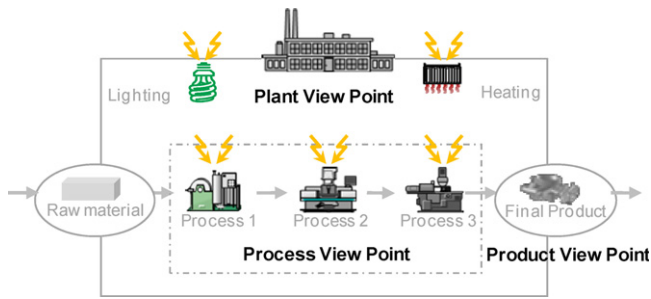 Lighting
Plant View Point
Heating
Raw material
Process 1
Process 2
Process 3
Final Product
Process View Point
Product View Point